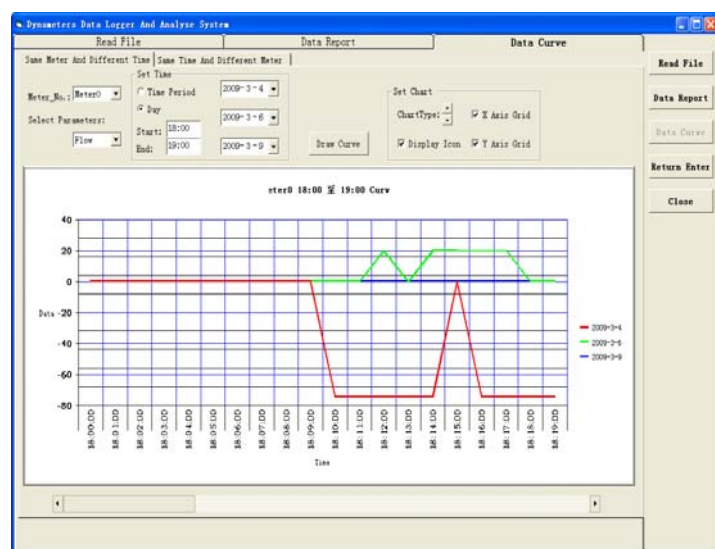 Dynameters Data Logger And Analyse System
Read File Data Report Data Curve
Same Meter And Different Time Same Time And Different Meter
Meter_No.: Meter0
Select Parameters:
Flow
Set Time
Time Period
Day
Start: 18:00
End: 19:00
2009-3-4
2009-3-6
2009-3-9
Draw Curve
Set Chart
ChartType:
X Axis Grid
Display Icon
Y Axis Grid
Read File
Data Report
Data Curve
Return Enter
Close
eter0 18:00 至 19:00 Curv
40
20
0
-20
-40
-60
-80
Data
18:00:00
18:01:00
18:02:00
18:03:00
18:04:00
18:05:00
18:06:00
18:07:00
18:08:00
18:09:00
18:10:00
18:11:00
18:12:00
18:13:00
18:14:00
18:15:00
18:16:00
18:17:00
18:18:00
18:19:00
Time
2009-3-4
2009-3-6
2009-3-9